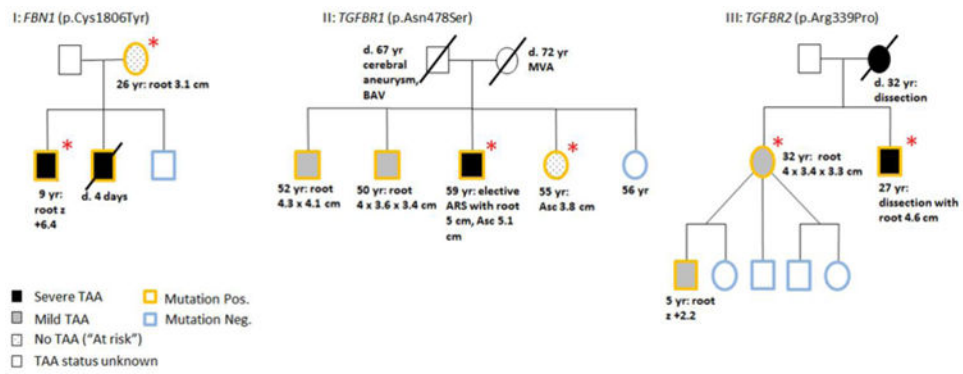 I: FBN1 (p.Cys1806Tyr)
II: TGFBR1 (p.Asn478Ser)
III: TGFBR2 (p.Arg339Pro)
*
26 yr: root 3.1 cm
d. 67 yr
cerebral
aneurysm,
BAV
d. 72 yr
MVA
d. 32 yr:
dissection
*
9 yr:
root z
+6.4
d. 4 days
52 yr: root
4.3 x 4.1 cm
50 yr: root
4 x 3.6 x 3.4 cm
*
59 yr: elective
ARS with root
5 cm, Asc 5.1
cm
*
55 yr:
Asc 3.8 cm
56 yr
*
32 yr: root
4 x 3.4 x 3.3 cm
*
27 yr:
dissection with
root 4.6 cm
5 yr: root
z +2.2
Severe TAA
Mild TAA
No TAA ("At risk")
TAA status unknown
Mutation Pos.
Mutation Neg.